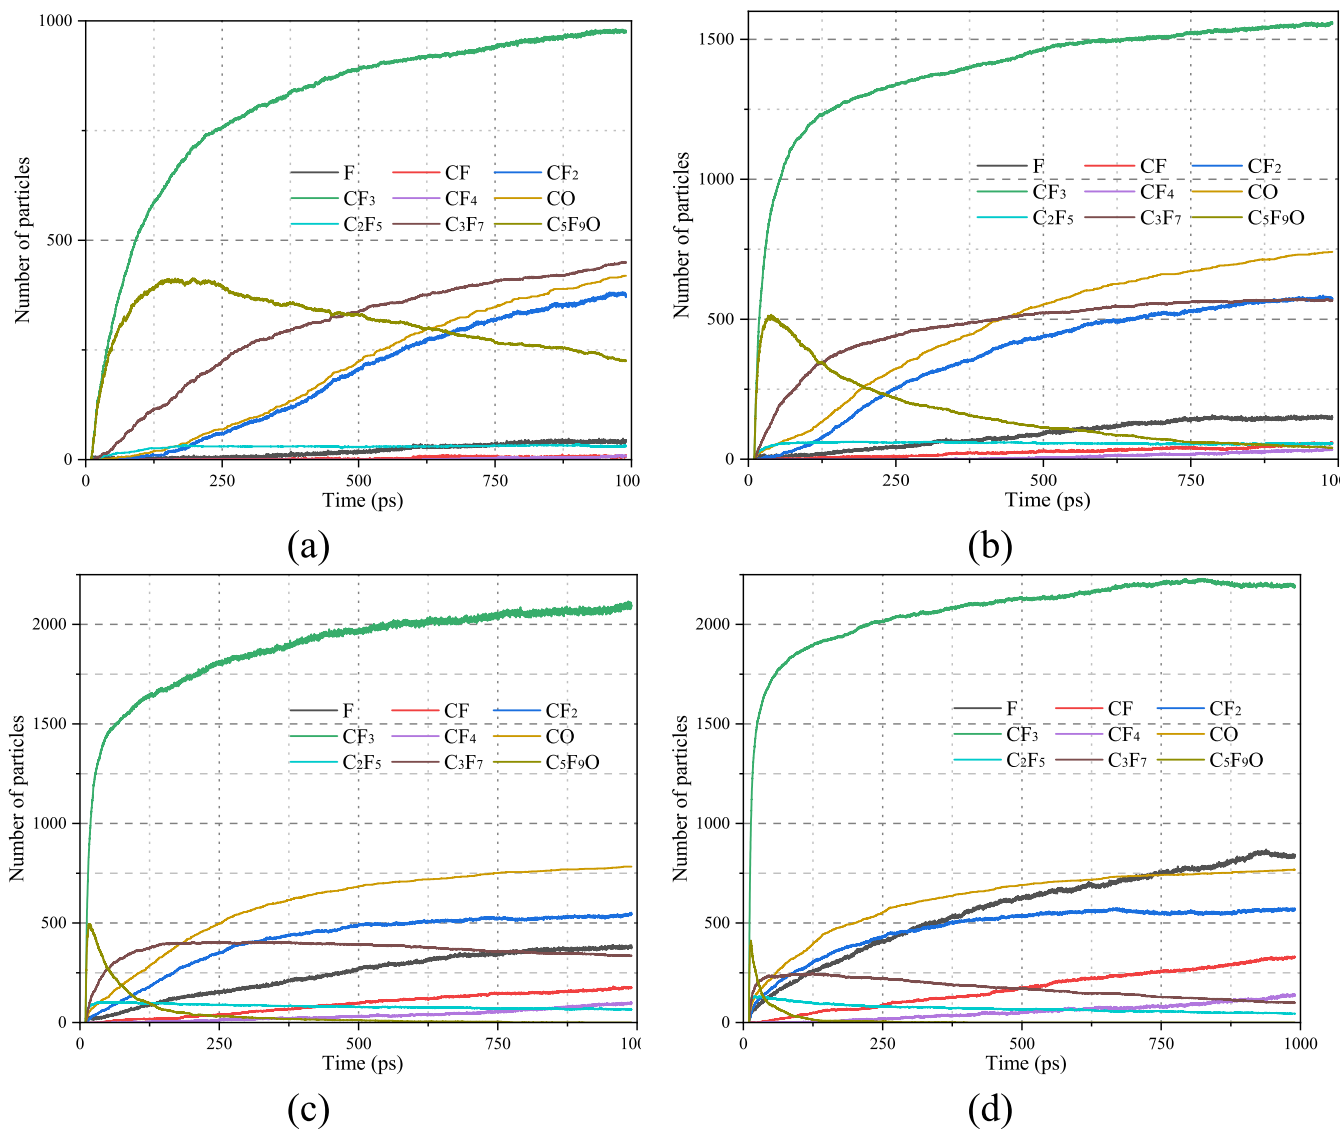 1000
500
0
Number of particles
F CF CF2
CF3 CF4 CO
C2F5 C3F7 C5F9O
0 250 500 750 100
Time (ps)
(a)
1500
1000
500
0
Number of particles
F CF CF2
CF3 CF4 CO
C2F5 C3F7 C5F9O
0 250 500 750 100
Time (ps)
(b)
2000
1500
1000
500
0
Number of particles
F CF CF2
CF3 CF4 CO
C2F5 C3F7 C5F9O
0 250 500 750 100
Time (ps)
(c)
2000
1500
1000
500
0
Number of particles
F CF CF2
CF3 CF4 CO
C2F5 C3F7 C5F9O
0 250 500 750 1000
Time (ps)
(d)